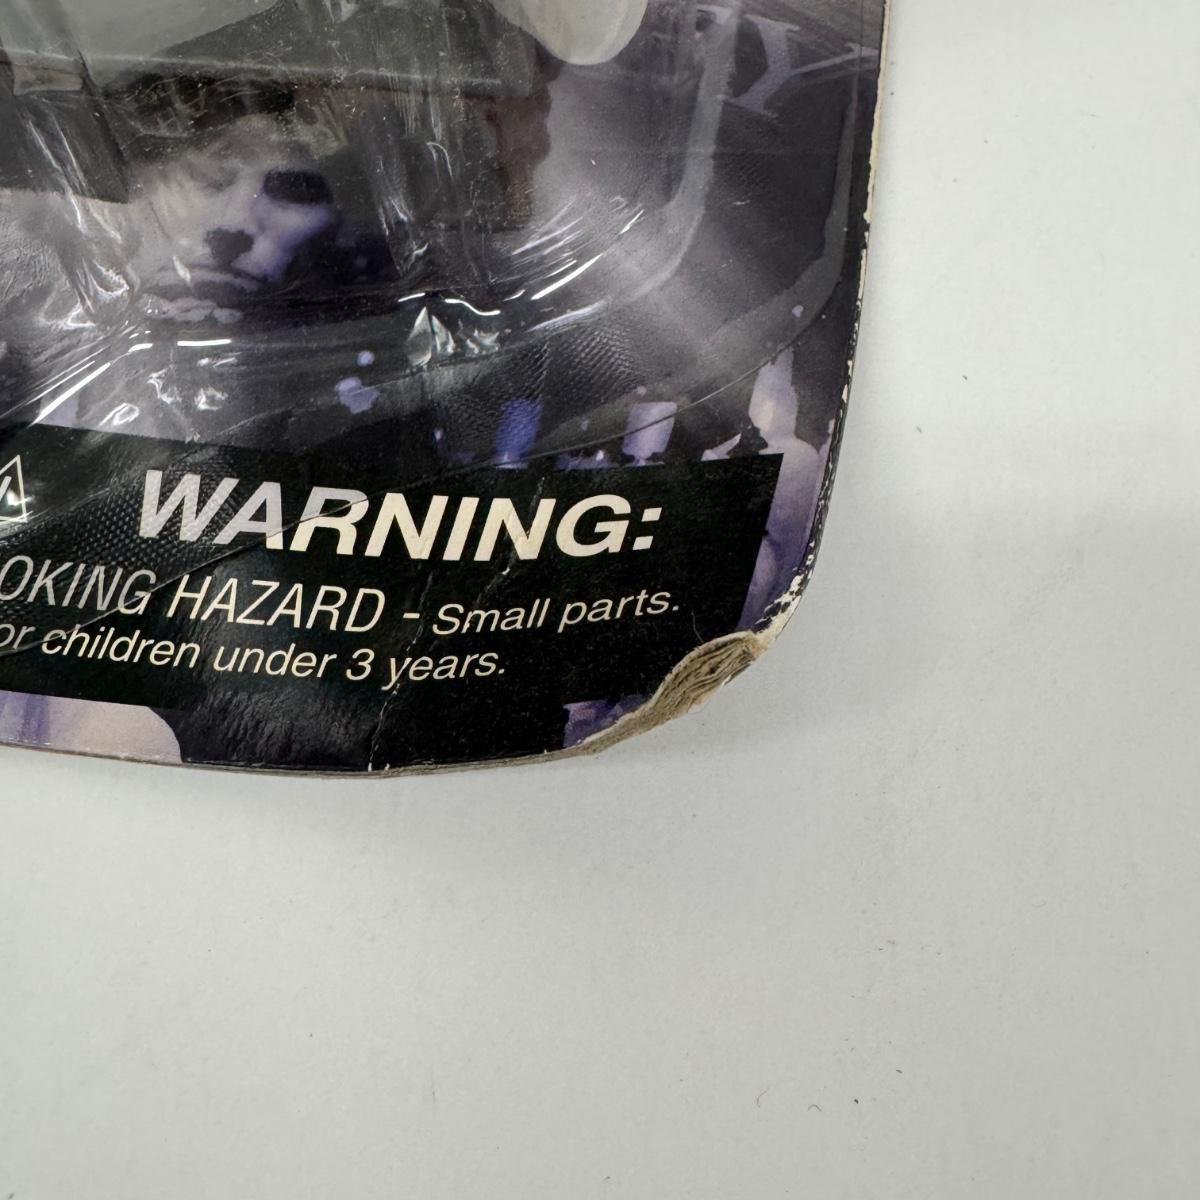 WARNING:
OKING HAZARD - Small parts.
or children under 3 years.